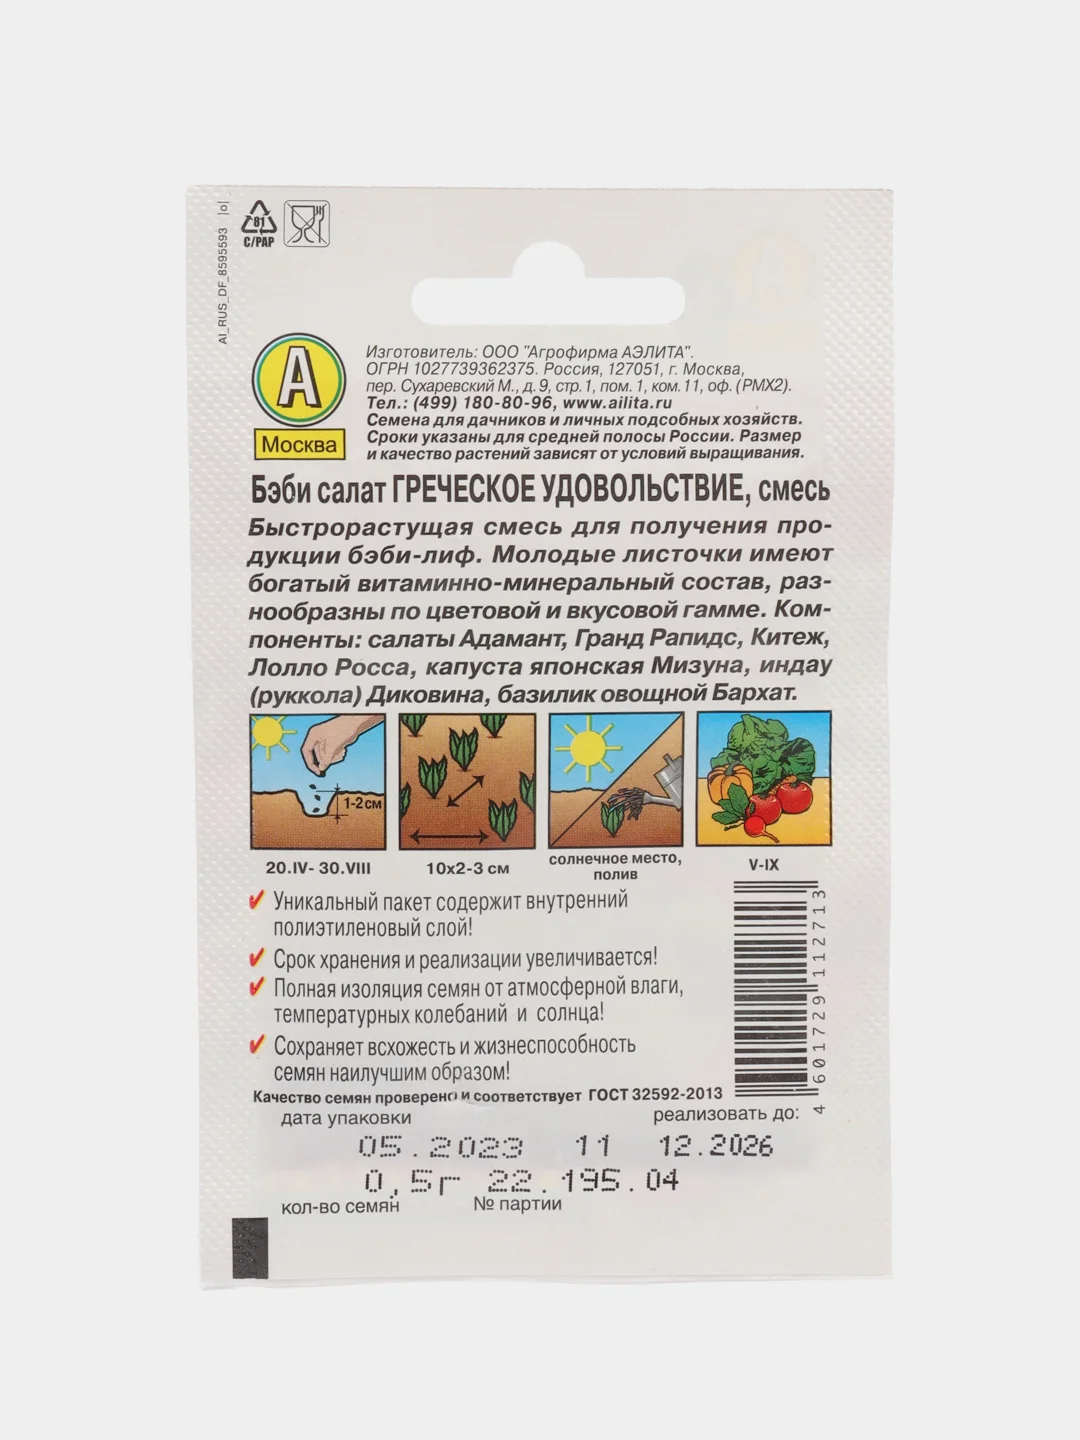 AI_RUS_DF_8595593 |o|
81
C/PAP
А
Москва
Изготовитель: ООО "Агрофирма АЭЛИТА".
ОГРН 1027739362375. Россия, 127051, г. Москва,
пер. Сухаревский М., д. 9, стр. 1, пом. 1, ком. 11, оф. (РМХ2).
Тел.: (499) 180-80-96, www.ailita.ru
Семена для дачников и личных подсобных хозяйств.
Сроки указаны для средней полосы России. Размер
и качество растений зависят от условий выращивания.
Бэби салат ГРЕЧЕСКОЕ УДОВОЛЬСТВИЕ, смесь
Быстрорастущая смесь для получения про-
дукции бэби-лиф. Молодые листочки имеют
богатый витаминно-минеральный состав, раз-
нообразны по цветовой и вкусовой гамме. Ком-
поненты: салаты Адамант, Гранд Рапидс, Китеж,
Лолло Росса, капуста японская Мизуна, индау
(руккола) Диковина, базилик овощной Бархат.
1-2 см
20.IV- 30.VIII
10х2-3 см
солнечное место,
полив
V-IX
Уникальный пакет содержит внутренний
полиэтиленовый слой!
Срок хранения и реализации увеличивается!
Полная изоляция семян от атмосферной влаги,
температурных колебаний и солнца!
Сохраняет всхожесть и жизнеспособность
семян наилучшим образом!
4 601729 112713
Качество семян проверено и соответствует ГОСТ 32592-2013
дата упаковки реализовать до:
05.2023 11 12.2026
0,5г 22.195.04
кол-во семян № партии